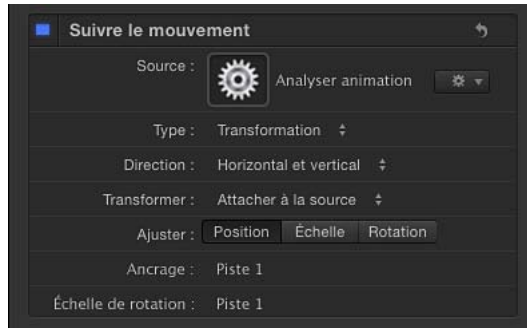 Suivre le mouvement
Source : Analyser animation
Type : Transformation
Direction : Horizontal et vertical
Transformer : Attacher à la source
Ajuster : Position Échelle Rotation
Ancrage : Piste 1
Échelle de rotation : Piste 1